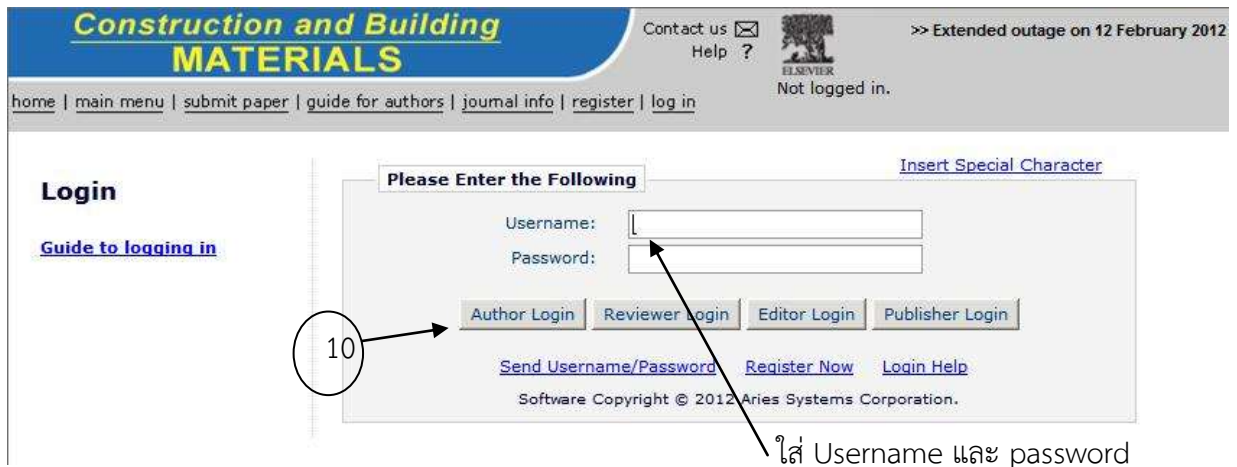 Construction and Building
MATERIALS
Contact us
Help ?
ELSEVIER
Not logged in.
>> Extended outage on 12 February 2012
home | main menu | submit paper | guide for authors | journal info | register | log in
Login
Guide to logging in
Insert Special Character
Please Enter the Following
Username:
Password:
Author Login Reviewer Login Editor Login Publisher Login
10
Send Username/Password Register Now Login Help
Software Copyright © 2012 Aries Systems Corporation.
ใส่ Username และ password